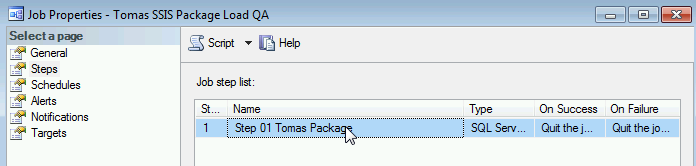 Job Properties - Tomas SSIS Package Load QA
Select a page
General
Steps
Schedules
Alerts
Notifications
Targets
Script Help
Job step list:
St... Name Type On Success On Failure
1 Step 01 Tomas Package SQL Serv... Quit the j... Quit the jo...